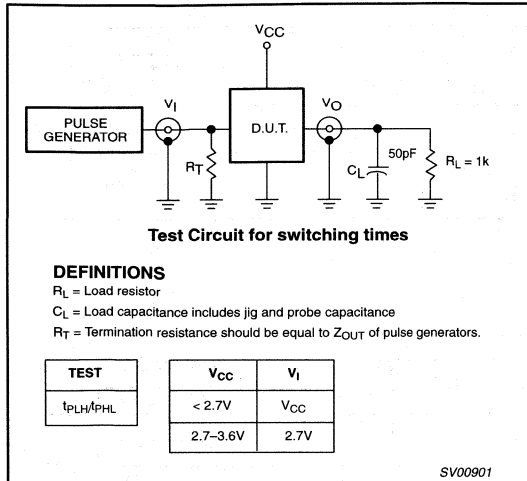 VCC
VI
VO
PULSE
GENERATOR
D.U.T.
RT
50pF
CL
RL = 1k
Test Circuit for switching times
DEFINITIONS
RL = Load resistor
CL = Load capacitance includes jig and probe capacitance
RT = Termination resistance should be equal to ZOUT of pulse generators.
TEST VCC VI
tPLH/tPHL < 2.7V VCC
2.7–3.6V 2.7V
SV00901